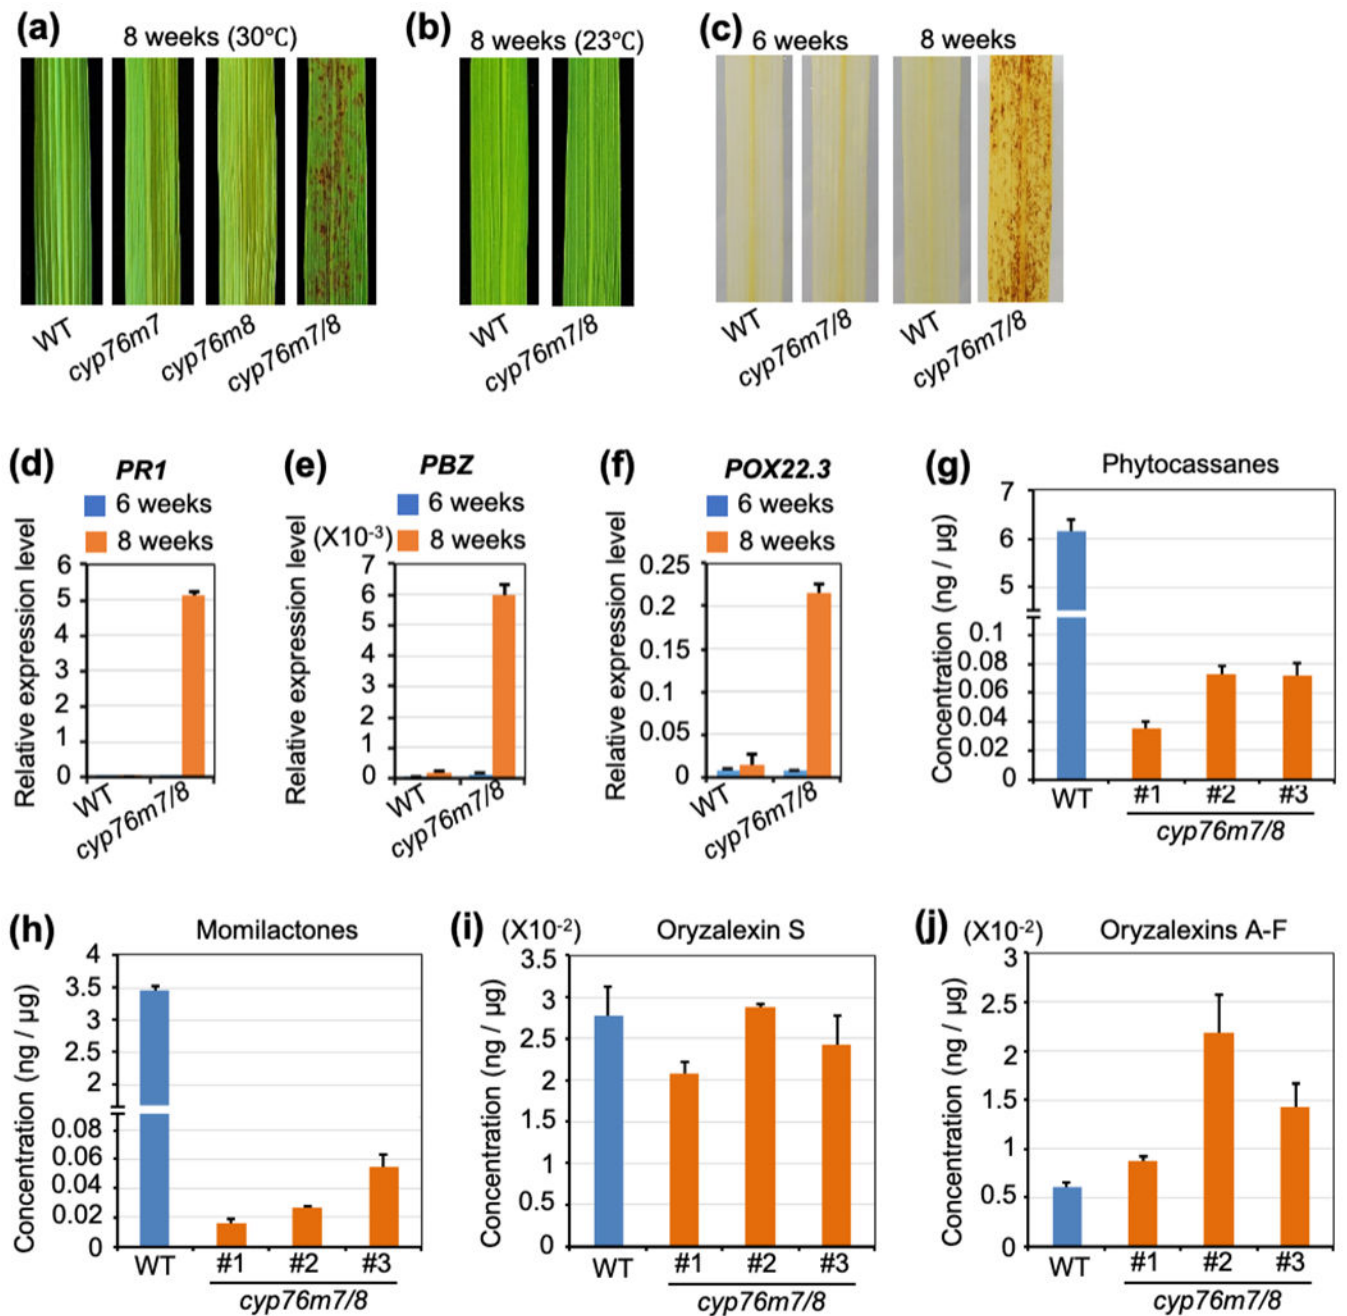 (a)
8 weeks (30℃)
WT
cyp76m7
cyp76m8
cyp76m7/8
(b)
8 weeks (23℃)
WT
cyp76m7/8
(c)
6 weeks
8 weeks
WT
cyp76m7/8
WT
cyp76m7/8
(d)
PR1
6 weeks
8 weeks
Relative expression level
6
5
4
3
2
1
0
WT
cyp76m7/8
(e)
PBZ
6 weeks
(X10-3)
8 weeks
Relative expression level
7
6
5
4
3
2
1
0
WT
cyp76m7/8
(f)
POX22.3
6 weeks
8 weeks
Relative expression level
0.25
0.2
0.15
0.1
0.05
0
WT
cyp76m7/8
(g)
Phytocassanes
Concentration (ng / µg)
7
6
5
0.1
0.08
0.06
0.04
0.02
0
WT
#1
#2
#3
cyp76m7/8
(h)
Momilactones
Concentration (ng / µg)
4
3.5
3
2.5
2
0.08
0.06
0.04
0.02
0
WT
#1
#2
#3
cyp76m7/8
(i)
(X10-2)
Oryzalexin S
Concentration (ng / µg)
3.5
3
2.5
2
1.5
1
0.5
0
WT
#1
#2
#3
cyp76m7/8
(j)
(X10-2)
Oryzalexins A-F
Concentration (ng / µg)
3
2.5
2
1.5
1
0.5
0
WT
#1
#2
#3
cyp76m7/8